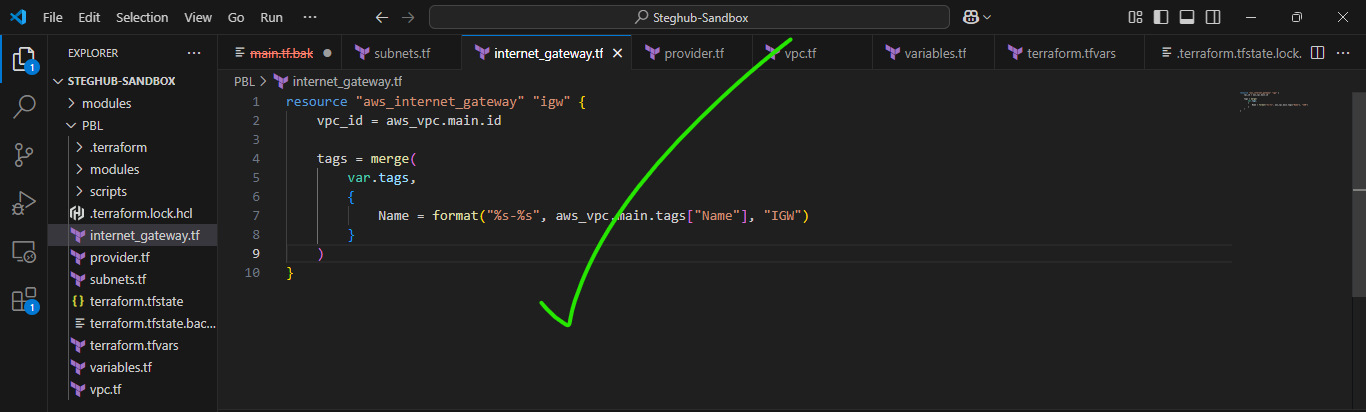 File Edit Selection View Go Run ··· Steghub-Sandbox
EXPLORER ···
main.tf.bak subnets.tf internet_gateway.tf provider.tf vpc.tf variables.tf terraform.tfvars .terraform.tfstate.lock. ···
STEGHUB-SANDBOX
modules
PBL
.terraform
modules
scripts
.terraform.lock.hcl
internet_gateway.tf
provider.tf
subnets.tf
terraform.tfstate
terraform.tfstate.bac...
terraform.tfvars
variables.tf
vpc.tf
1
1
PBL > internet_gateway.tf
1 resource "aws_internet_gateway" "igw" {
2 vpc_id = aws_vpc.main.id
3
4 tags = merge(
5 var.tags,
6 {
7 Name = format("%s-%s", aws_vpc.main.tags["Name"], "IGW")
8 }
9 )
10 }